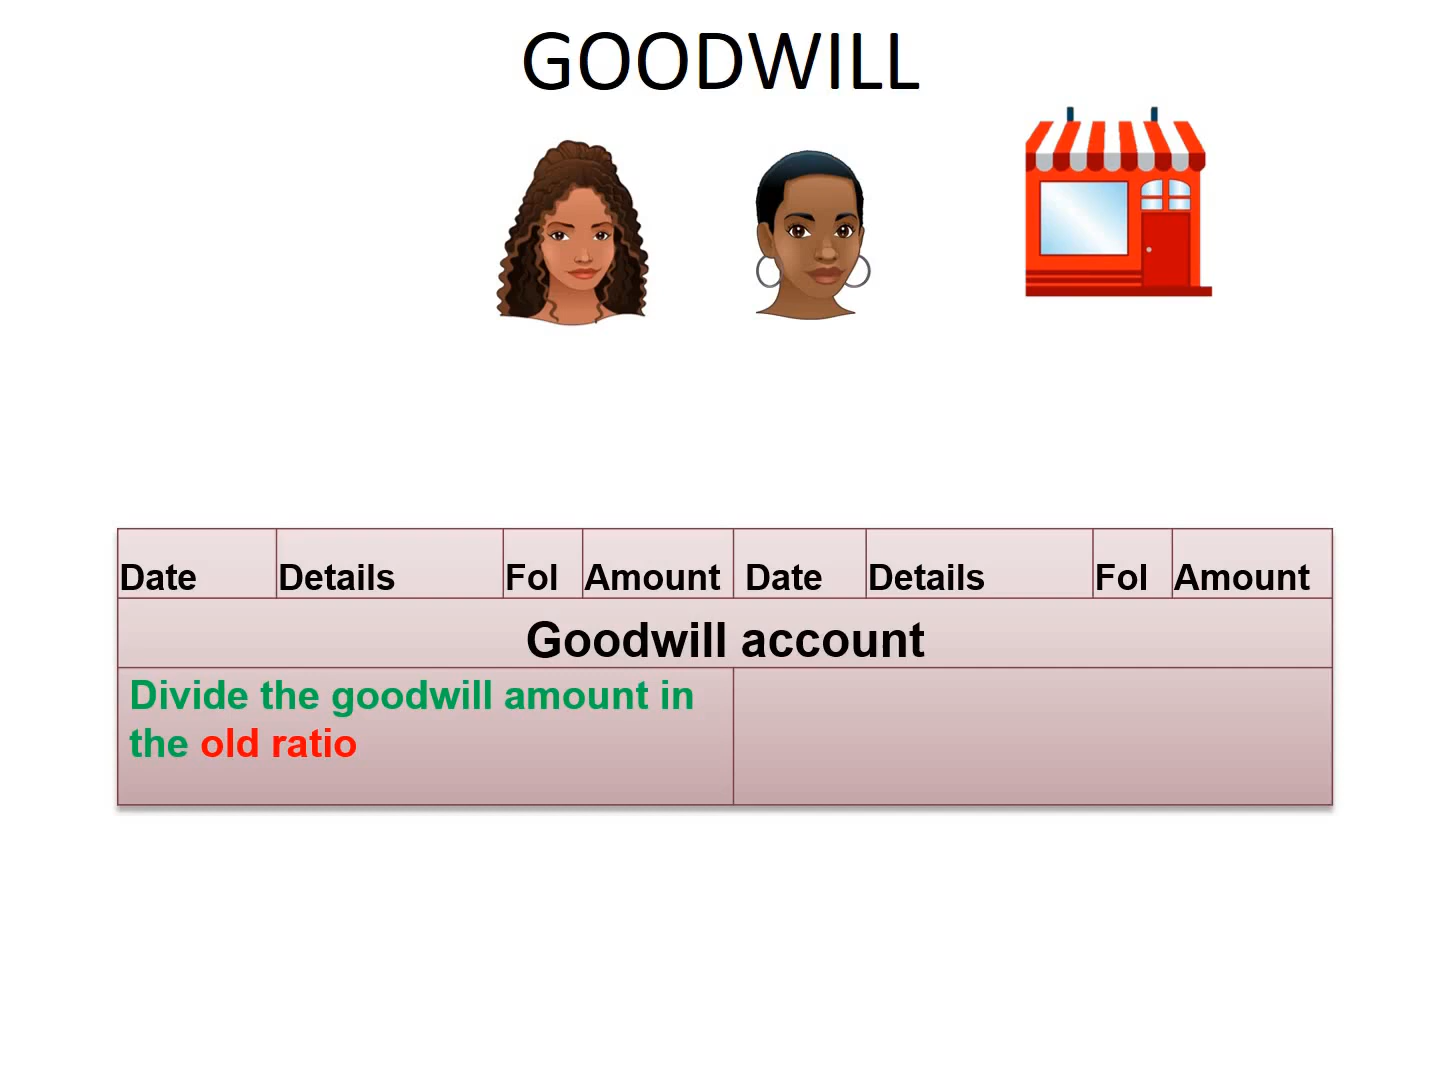 GOODWILL
Date Details Fol Amount Date Details Fol Amount
Goodwill account
Divide the goodwill amount in
the old ratio